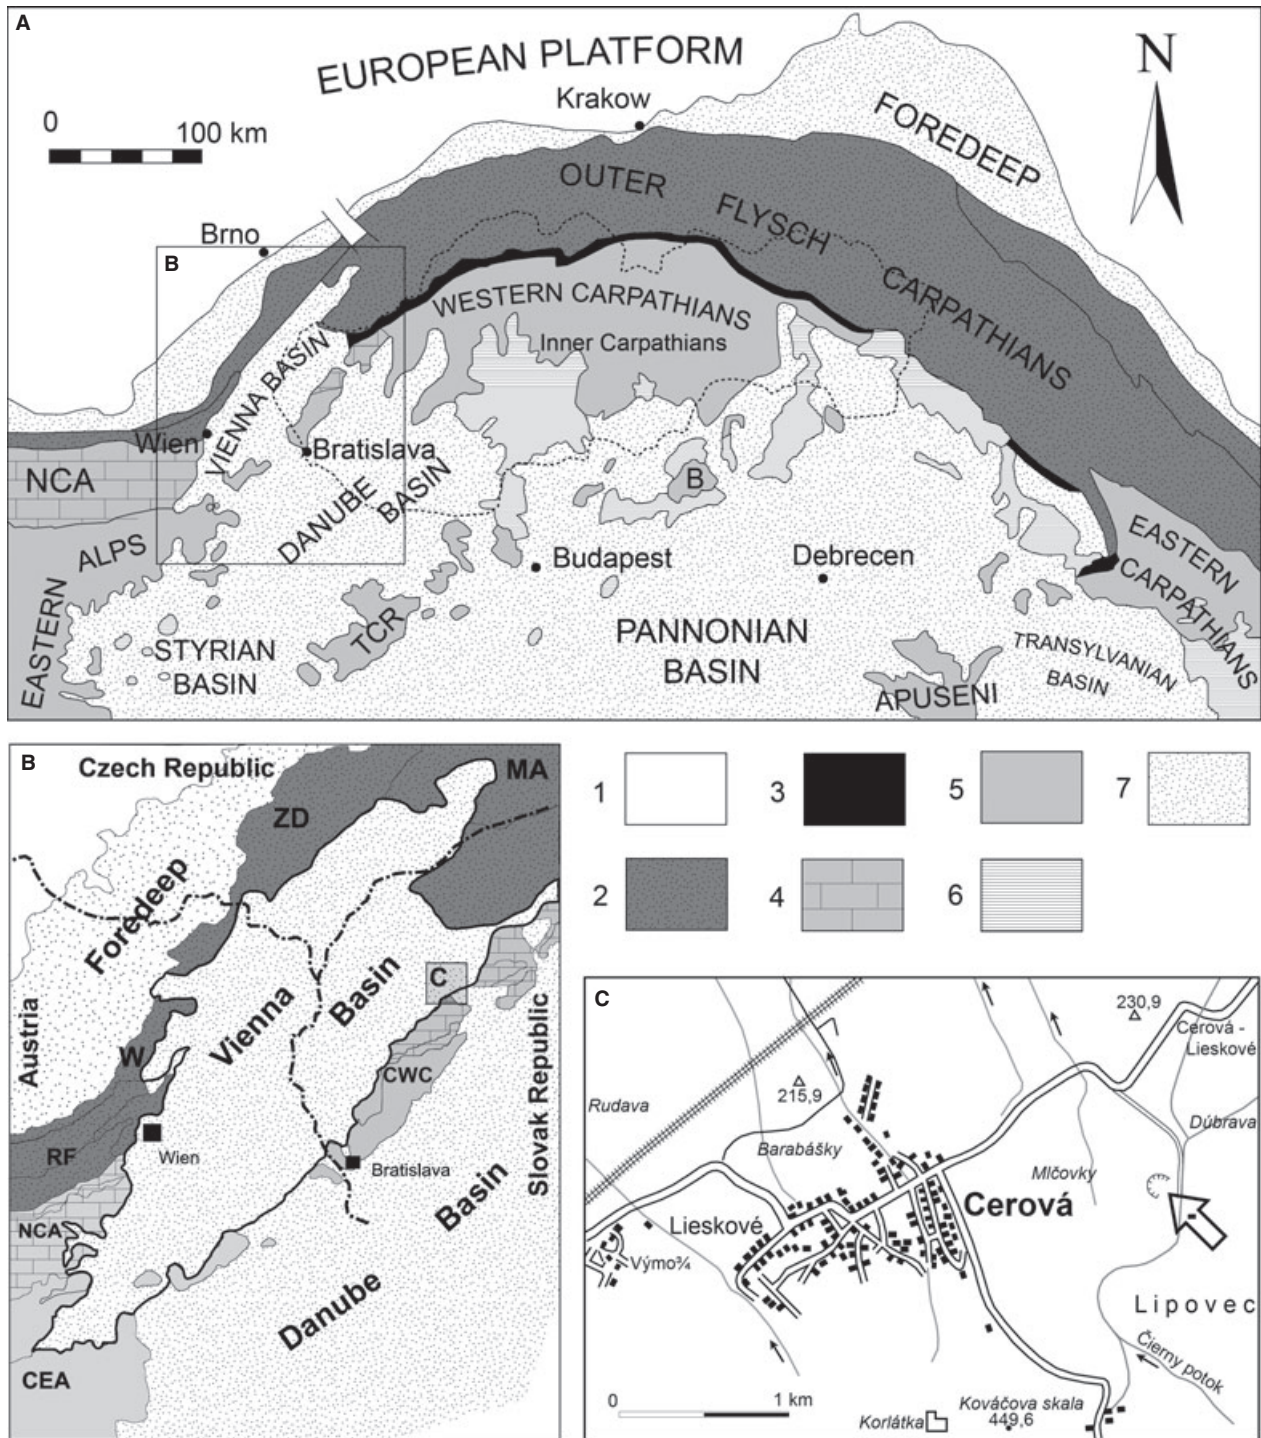 A
EUROPEAN PLATFORM
N
0
100 km
Krakow
FOREDEEP
OUTER
FLYSCH
CARPATHIANS
Brno
B
WESTERN CARPATHIANS
Inner Carpathians
VIENNA BASIN
Wien
Bratislava
NCA
DANUBE
BASIN
B
ALPS
EASTERN
Budapest
Debrecen
EASTERN
CARPATHIANS
STYRIAN
BASIN
TCR
PANNONIAN
BASIN
TRANSYLVANIAN
BASIN
APUSENI
B
Czech Republic
MA
ZD
Foredeep
Austria
Vienna
Basin
C
W
CWC
Slovak Republic
RF
Wien
Bratislava
NCA
Danube
Basin
CEA
1
3
5
7
2
4
6
C
230,9
Cerová -
Lieskové
215,9
Rudava
Barabášky
Dúbrava
Mlčovky
Cerová
Lieskové
Výmo¾
Lipovec
Čierny potok
0
1 km
Korlátka
Kováčova skala
449,6